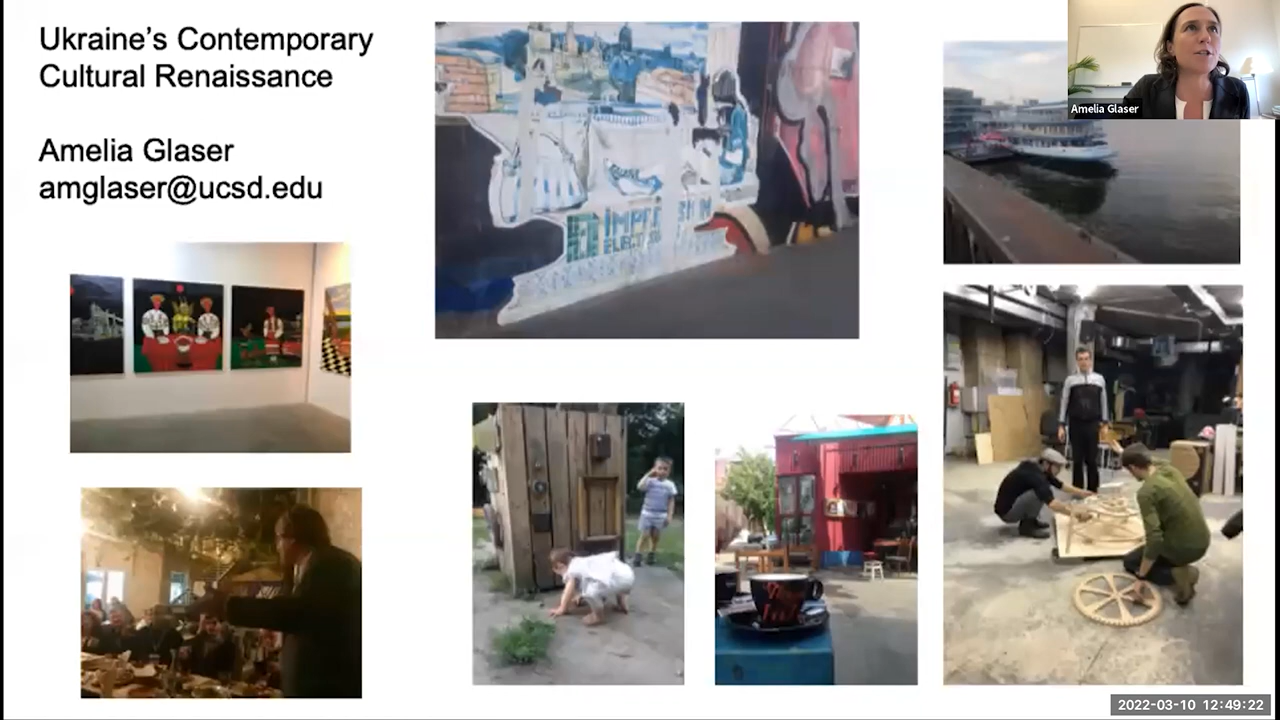 Ukraine’s Contemporary
Cultural Renaissance
Amelia Glaser
amglaser@ucsd.edu
Amelia Glaser
2022-03-10 12:49:22